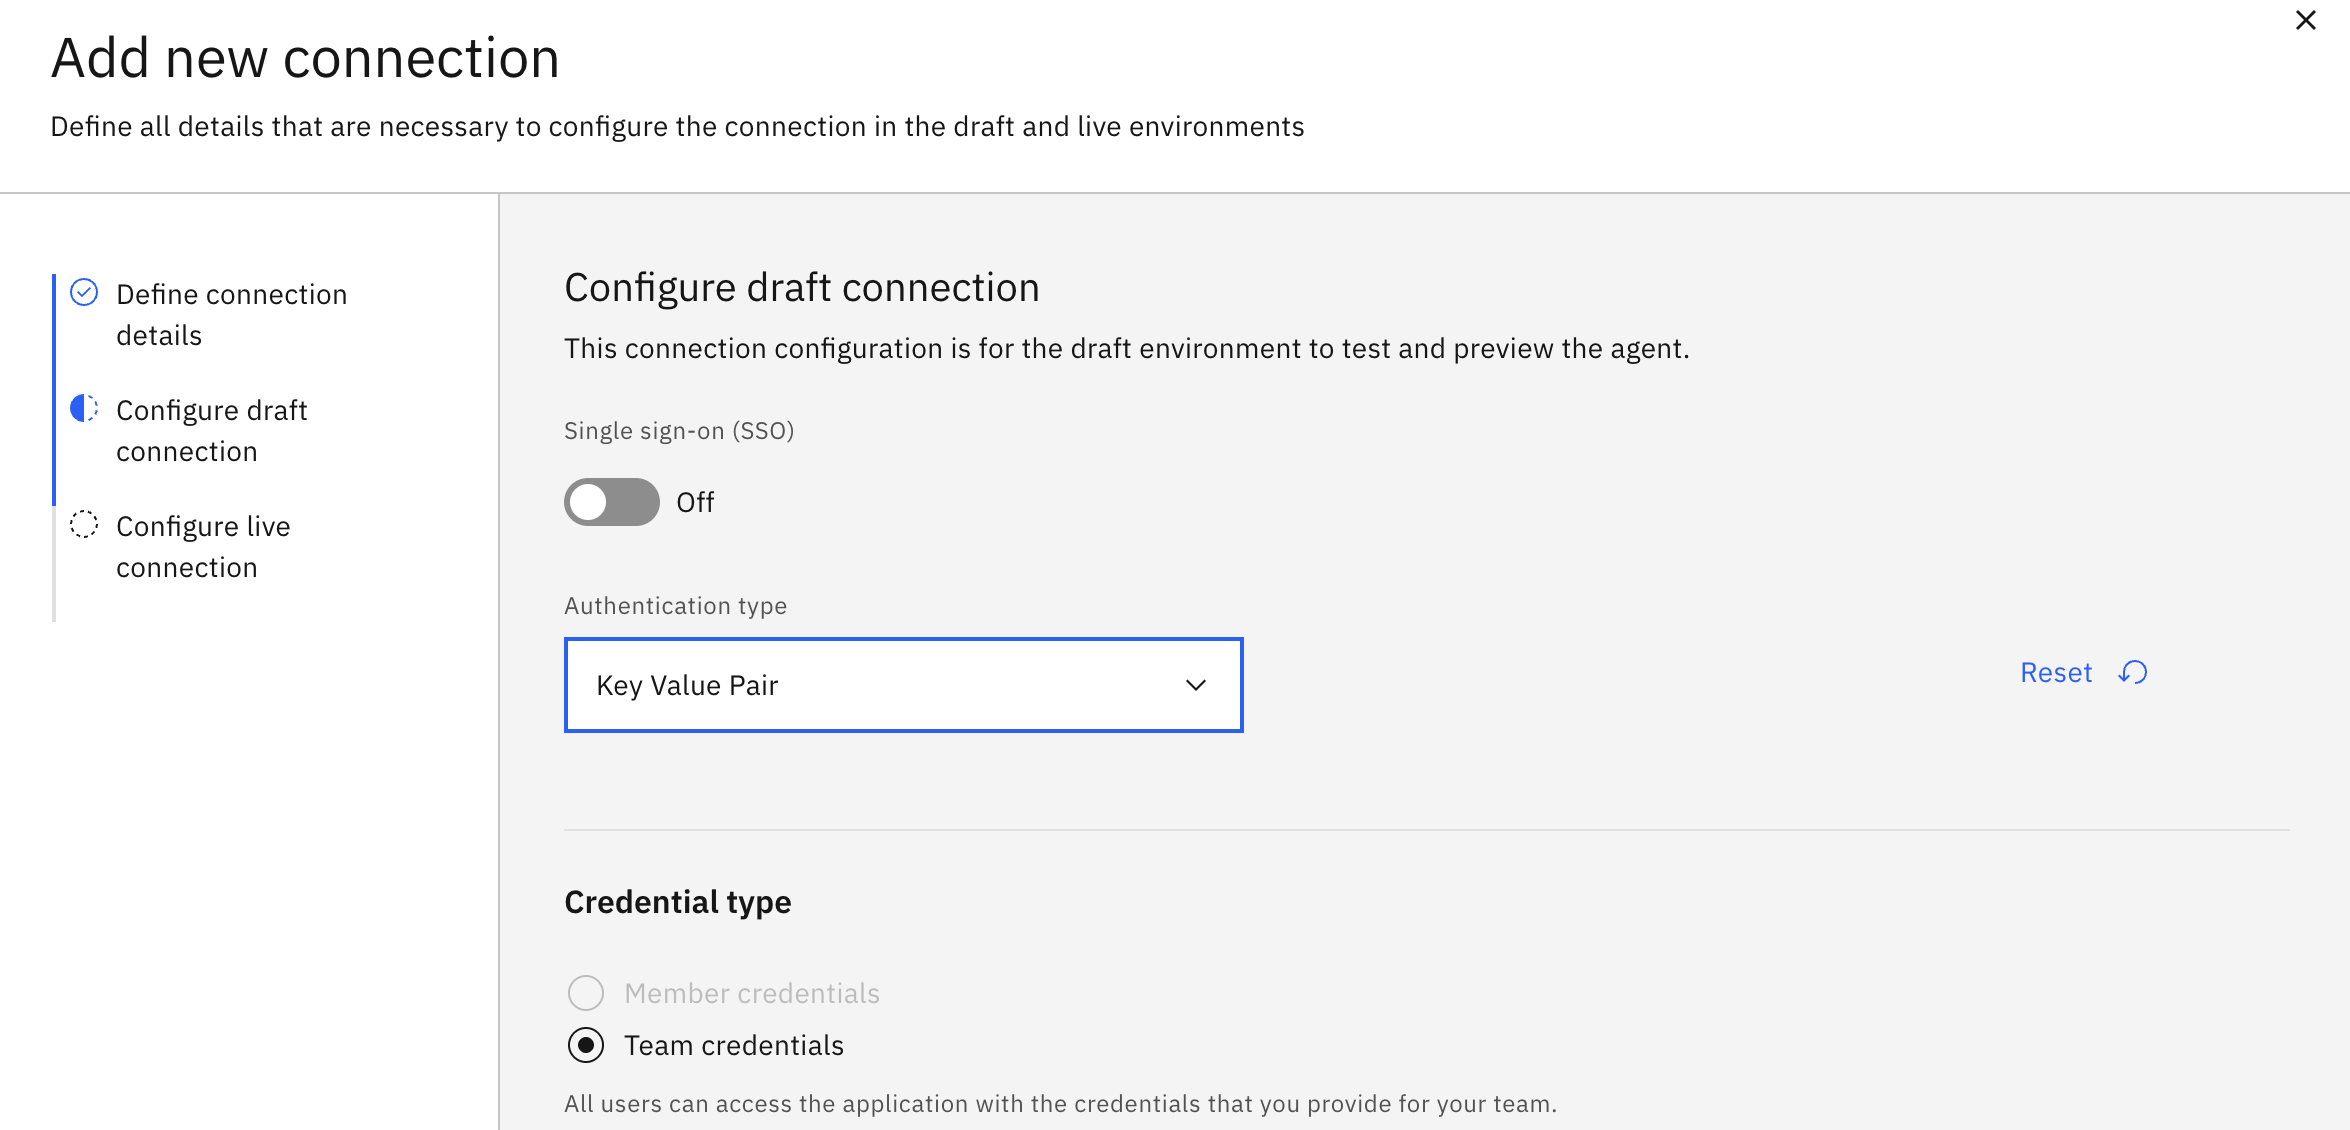 Add new connection
Define all details that are necessary to configure the connection in the draft and live environments
Define connection
details
Configure draft
connection
Configure live
connection
Configure draft connection
This connection configuration is for the draft environment to test and preview the agent.
Single sign-on (SSO)
Off
Authentication type
Key Value Pair
Reset
Credential type
Member credentials
Team credentials
All users can access the application with the credentials that you provide for your team.